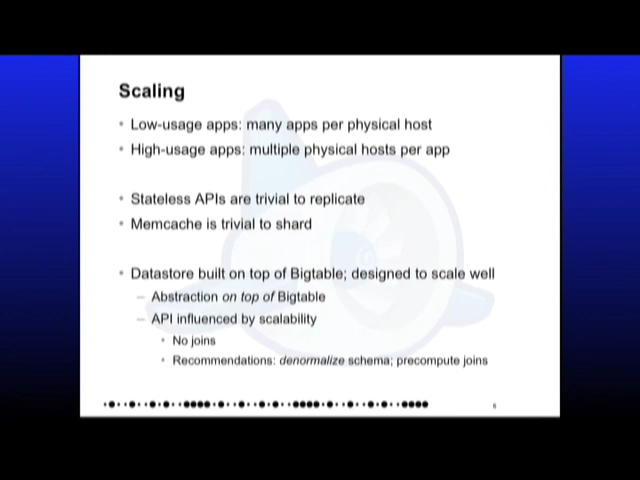 Scaling
• Low-usage apps: many apps per physical host
• High-usage apps: multiple physical hosts per app
• Stateless APIs are trivial to replicate
• Memcache is trivial to shard
• Datastore built on top of Bigtable; designed to scale well
– Abstraction on top of Bigtable
– API influenced by scalability
• No joins
• Recommendations: denormalize schema; precompute joins
6